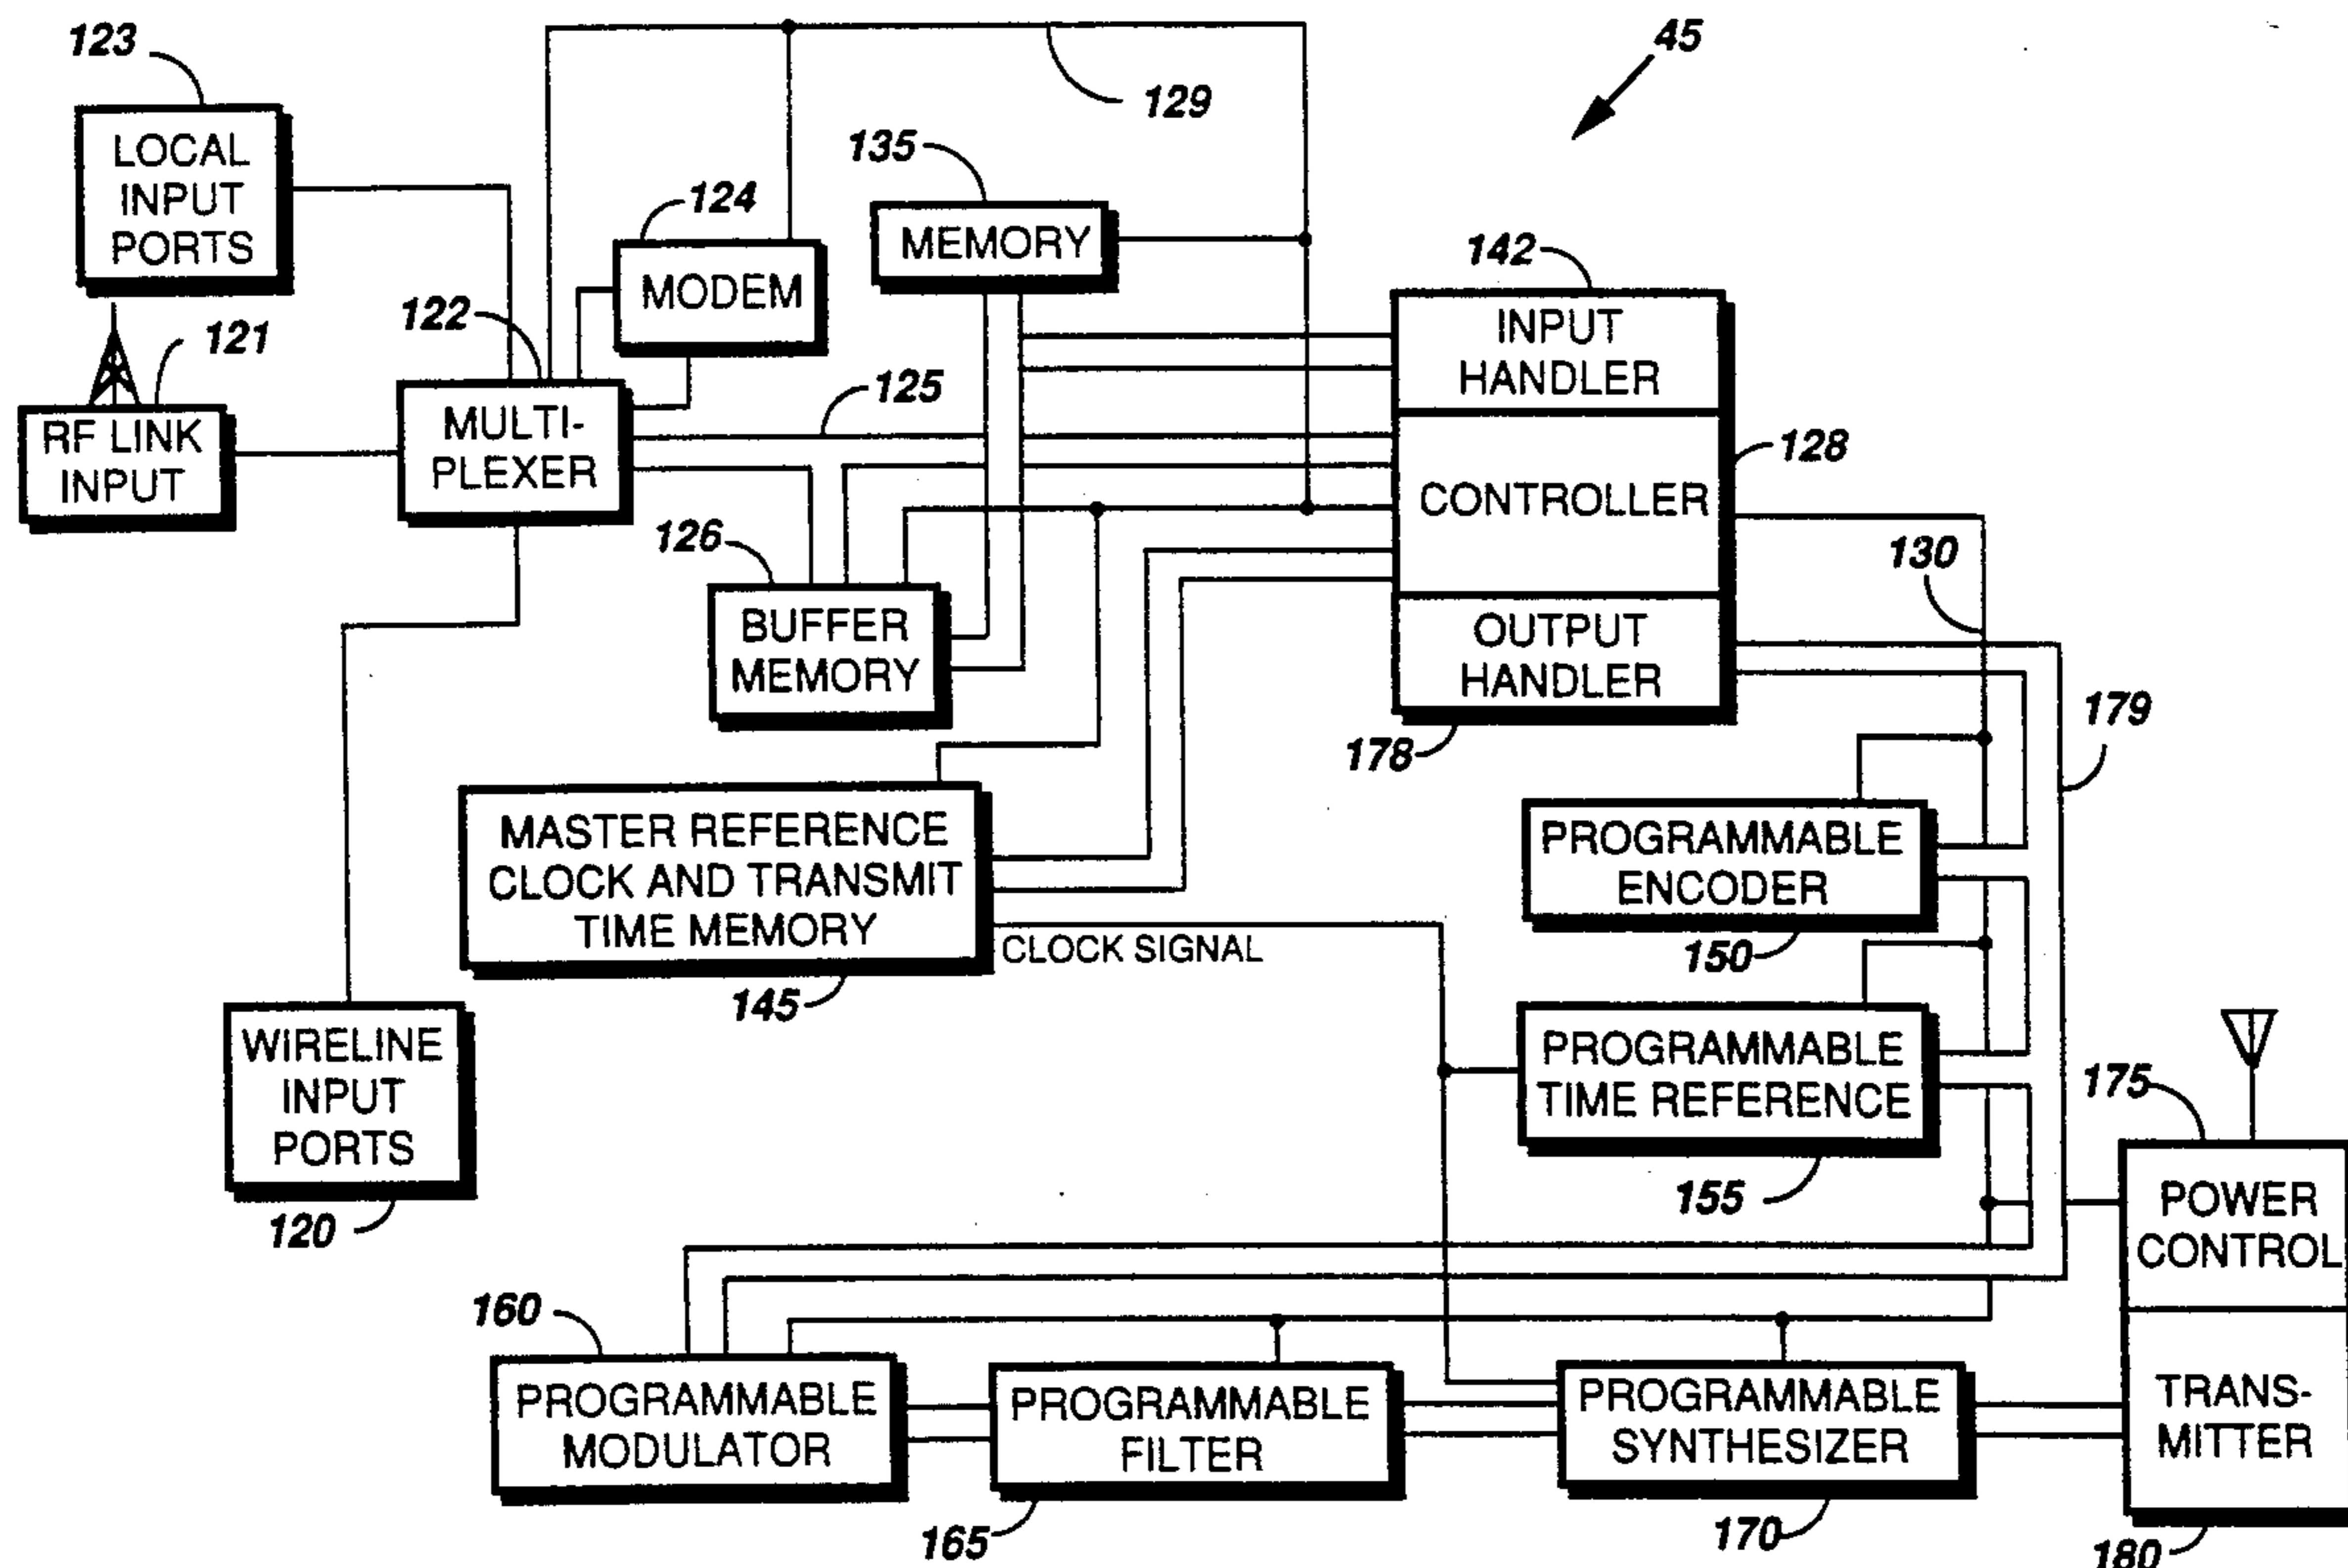 123
45
129
LOCAL
INPUT
PORTS
135
124
MEMORY
142
MODEM
122
121
INPUT
HANDLER
125
RF LINK
INPUT
MULTI-
PLEXER
128
CONTROLLER
126
130
BUFFER
MEMORY
OUTPUT
HANDLER
178
179
MASTER REFERENCE
CLOCK AND TRANSMIT
TIME MEMORY
CLOCK SIGNAL
145
PROGRAMMABLE
ENCODER
150
WIRELINE
INPUT
PORTS
120
PROGRAMMABLE
TIME REFERENCE
155
175
POWER
CONTROL
160
PROGRAMMABLE
MODULATOR
PROGRAMMABLE
FILTER
165
PROGRAMMABLE
SYNTHESIZER
170
TRANS-
MITTER
180